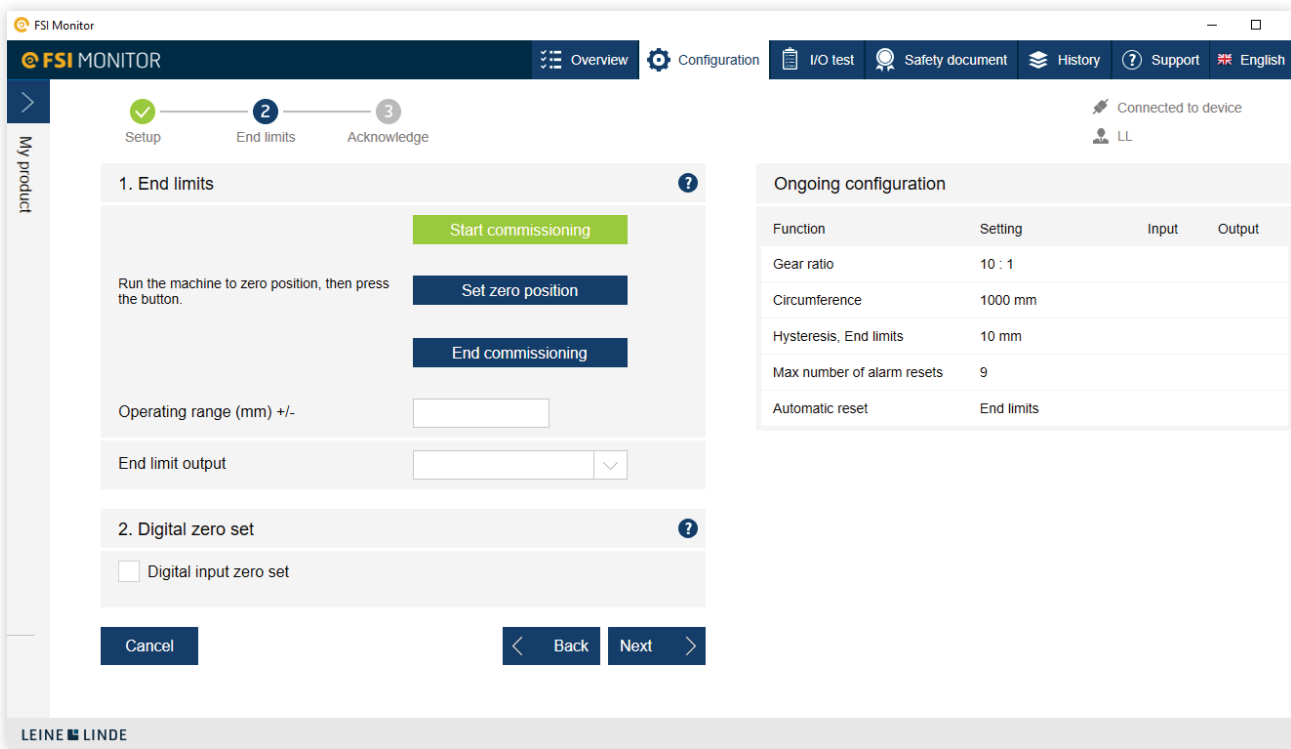 FSI Monitor
FSI MONITOR
Overview
Configuration
I/O test
Safety document
History
Support
English
My product
2
3
Setup
End limits
Acknowledge
Connected to device
LL
1. End limits
?
Start commissioning
Run the machine to zero position, then press
the button.
Set zero position
End commissioning
Operating range (mm) +/-
End limit output
2. Digital zero set
?
Digital input zero set
Cancel
Back
Next
Ongoing configuration
Function Setting Input Output
Gear ratio 10 : 1
Circumference 1000 mm
Hysteresis, End limits 10 mm
Max number of alarm resets 9
Automatic reset End limits
LEINE LINDE